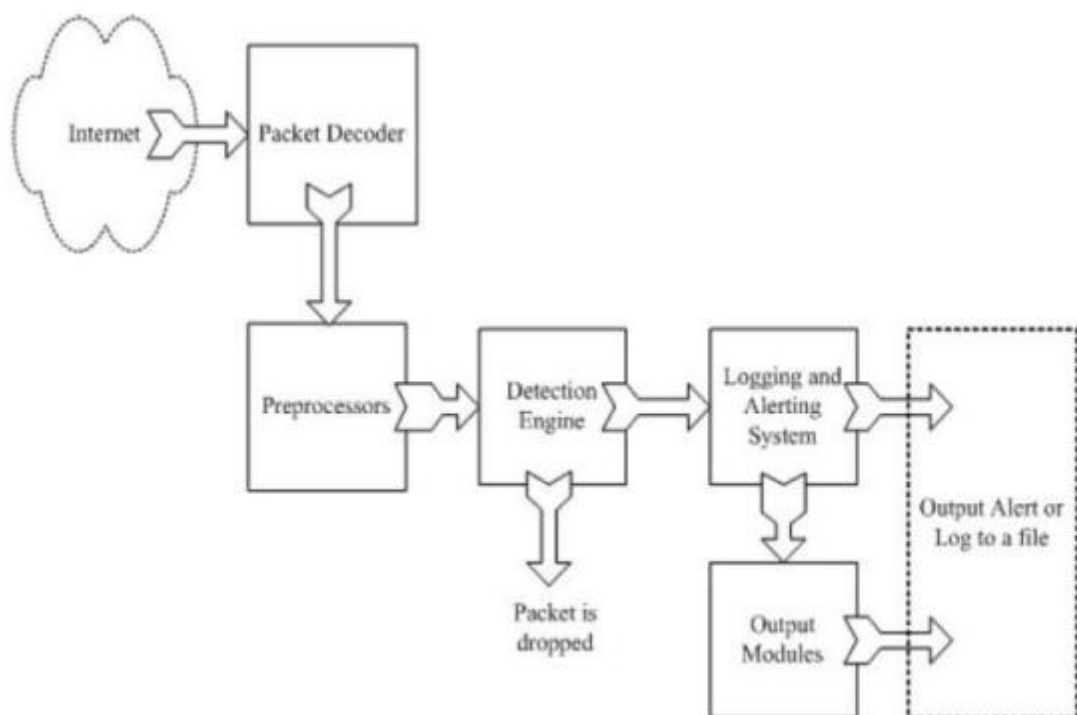 Internet
Packet Decoder
Preprocessors
Detection
Engine
Logging and
Alerting
System
Output Alert or
Log to a file
Packet is
dropped
Output
Modules